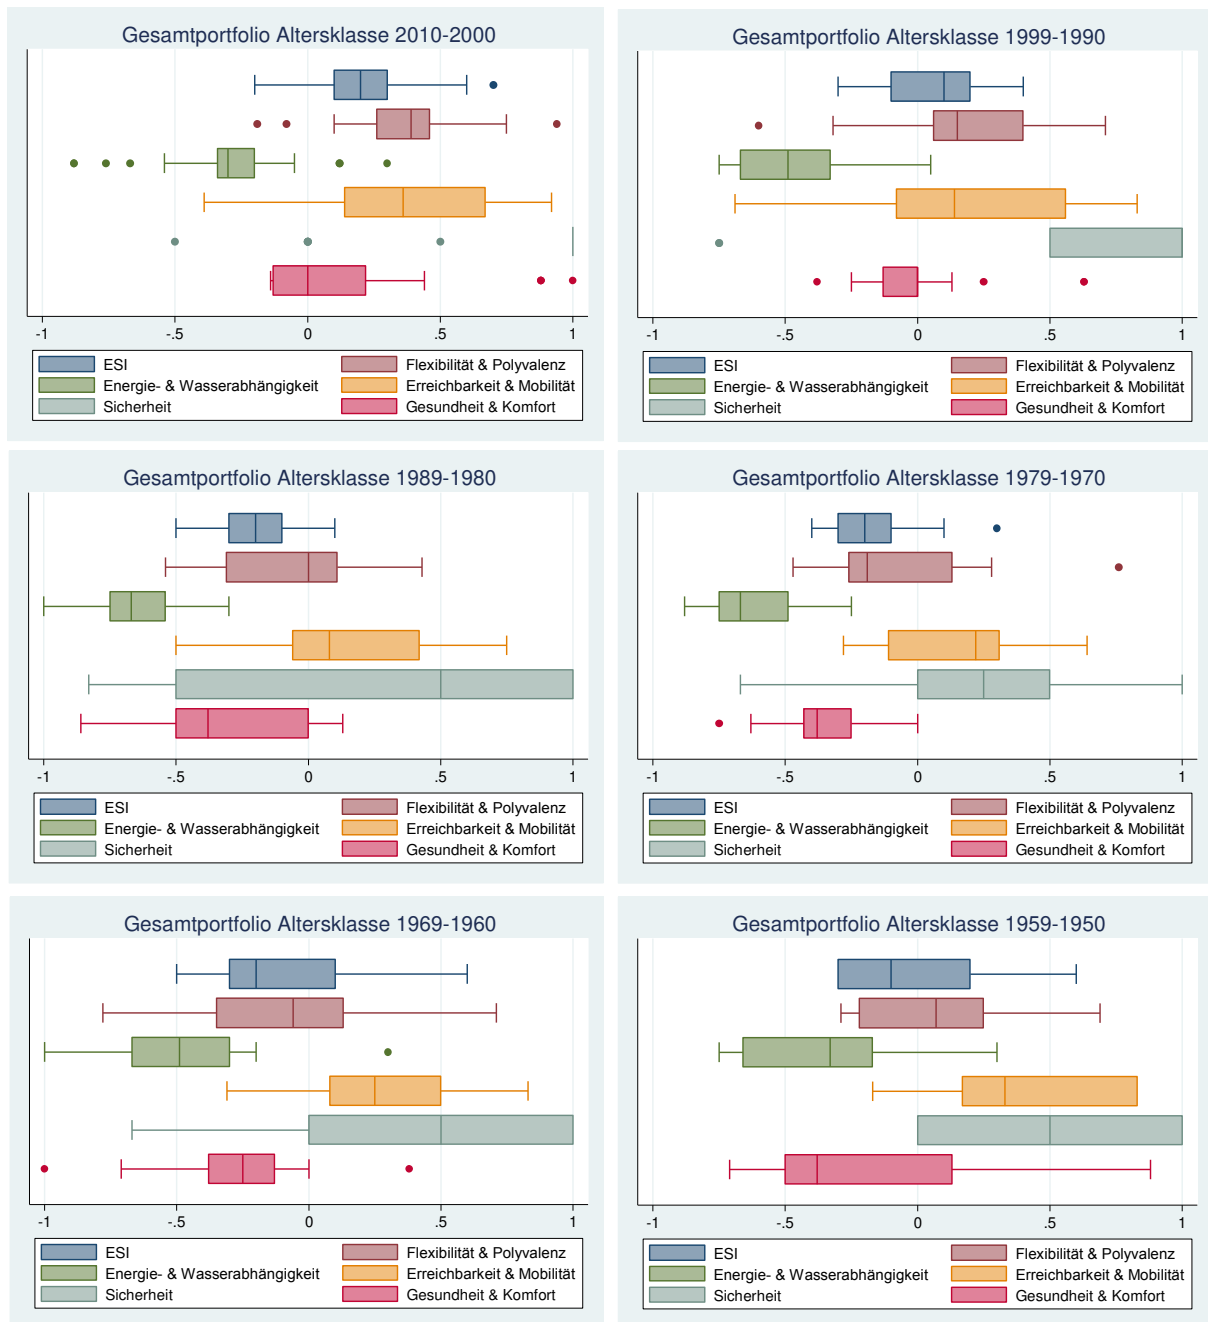 Gesamtportfolio Altersklasse 2010-2000
-1 -.5 0 .5 1
ESI Flexibilität & Polyvalenz
Energie- & Wasserabhängigkeit Erreichbarkeit & Mobilität
Sicherheit Gesundheit & Komfort
Gesamtportfolio Altersklasse 1999-1990
-1 -.5 0 .5 1
ESI Flexibilität & Polyvalenz
Energie- & Wasserabhängigkeit Erreichbarkeit & Mobilität
Sicherheit Gesundheit & Komfort
Gesamtportfolio Altersklasse 1989-1980
-1 -.5 0 .5 1
ESI Flexibilität & Polyvalenz
Energie- & Wasserabhängigkeit Erreichbarkeit & Mobilität
Sicherheit Gesundheit & Komfort
Gesamtportfolio Altersklasse 1979-1970
-1 -.5 0 .5 1
ESI Flexibilität & Polyvalenz
Energie- & Wasserabhängigkeit Erreichbarkeit & Mobilität
Sicherheit Gesundheit & Komfort
Gesamtportfolio Altersklasse 1969-1960
-1 -.5 0 .5 1
ESI Flexibilität & Polyvalenz
Energie- & Wasserabhängigkeit Erreichbarkeit & Mobilität
Sicherheit Gesundheit & Komfort
Gesamtportfolio Altersklasse 1959-1950
-1 -.5 0 .5 1
ESI Flexibilität & Polyvalenz
Energie- & Wasserabhängigkeit Erreichbarkeit & Mobilität
Sicherheit Gesundheit & Komfort